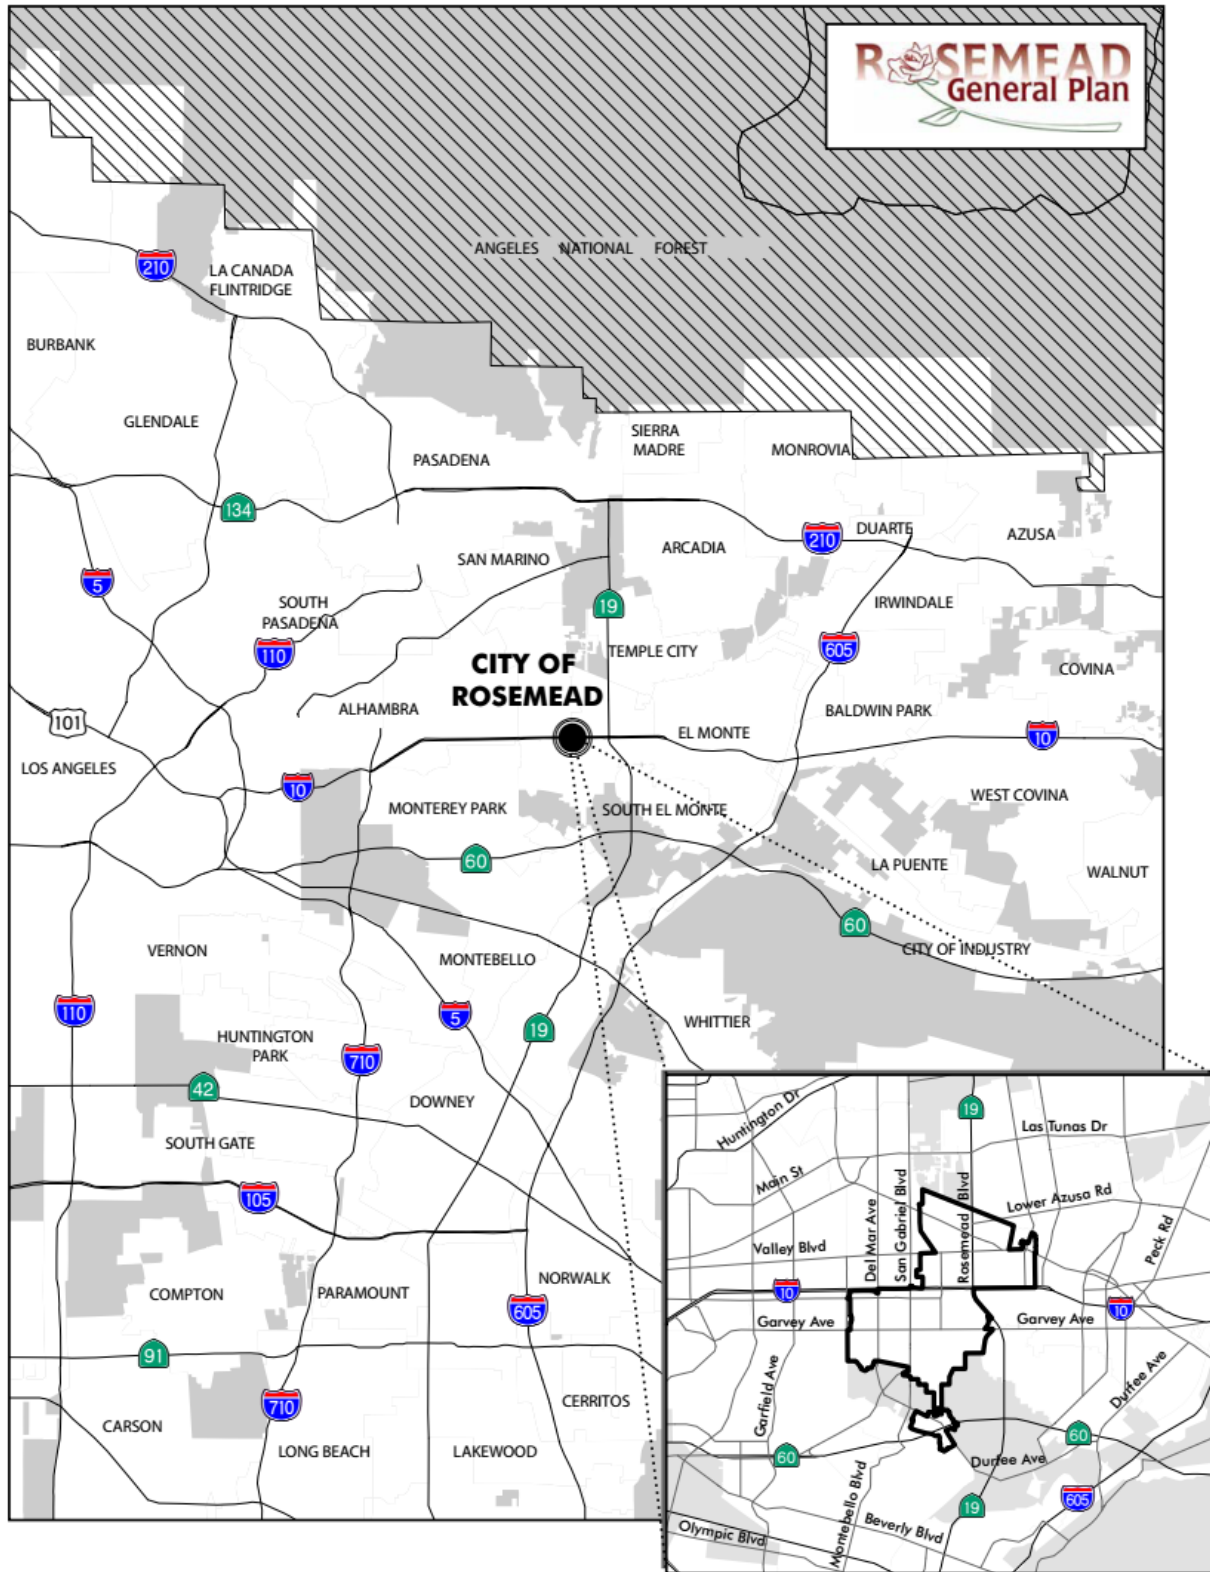 ROSEMEAD
General Plan
ANGELES NATIONAL FOREST
210
LA CANADA
FLINTRIDGE
BURBANK
GLENDALE
SIERRA
MADRE
MONROVIA
PASADENA
134
210
DUARTE
AZUSA
SAN MARINO
ARCADIA
5
SOUTH
PASADENA
19
IRWINDALE
110
605
TEMPLE CITY
CITY OF
ROSEMEAD
COVINA
101
ALHAMBRA
BALDWIN PARK
EL MONTE
10
LOS ANGELES
10
MONTEREY PARK
SOUTH EL MONTE
WEST COVINA
60
LA PUENTE
WALNUT
60
VERNON
MONTEBELLO
CITY OF INDUSTRY
110
5
19
WHITTIER
HUNTINGTON
PARK
710
42
DOWNEY
SOUTH GATE
105
NORWALK
COMPTON
PARAMOUNT
605
91
710
CERRITOS
CARSON
LONG BEACH
LAKEWOOD
19
Huntington Dr
Las Tunas Dr
Main St
Del Mar Ave
San Gabriel Blvd
Rosemead Blvd
Lower Azusa Rd
Peck Rd
Valley Blvd
10
10
Garvey Ave
Garvey Ave
Garfield Ave
Durfee Ave
60
60
Durfee Ave
Montebello Blvd
19
605
Olympic Blvd
Beverly Blvd